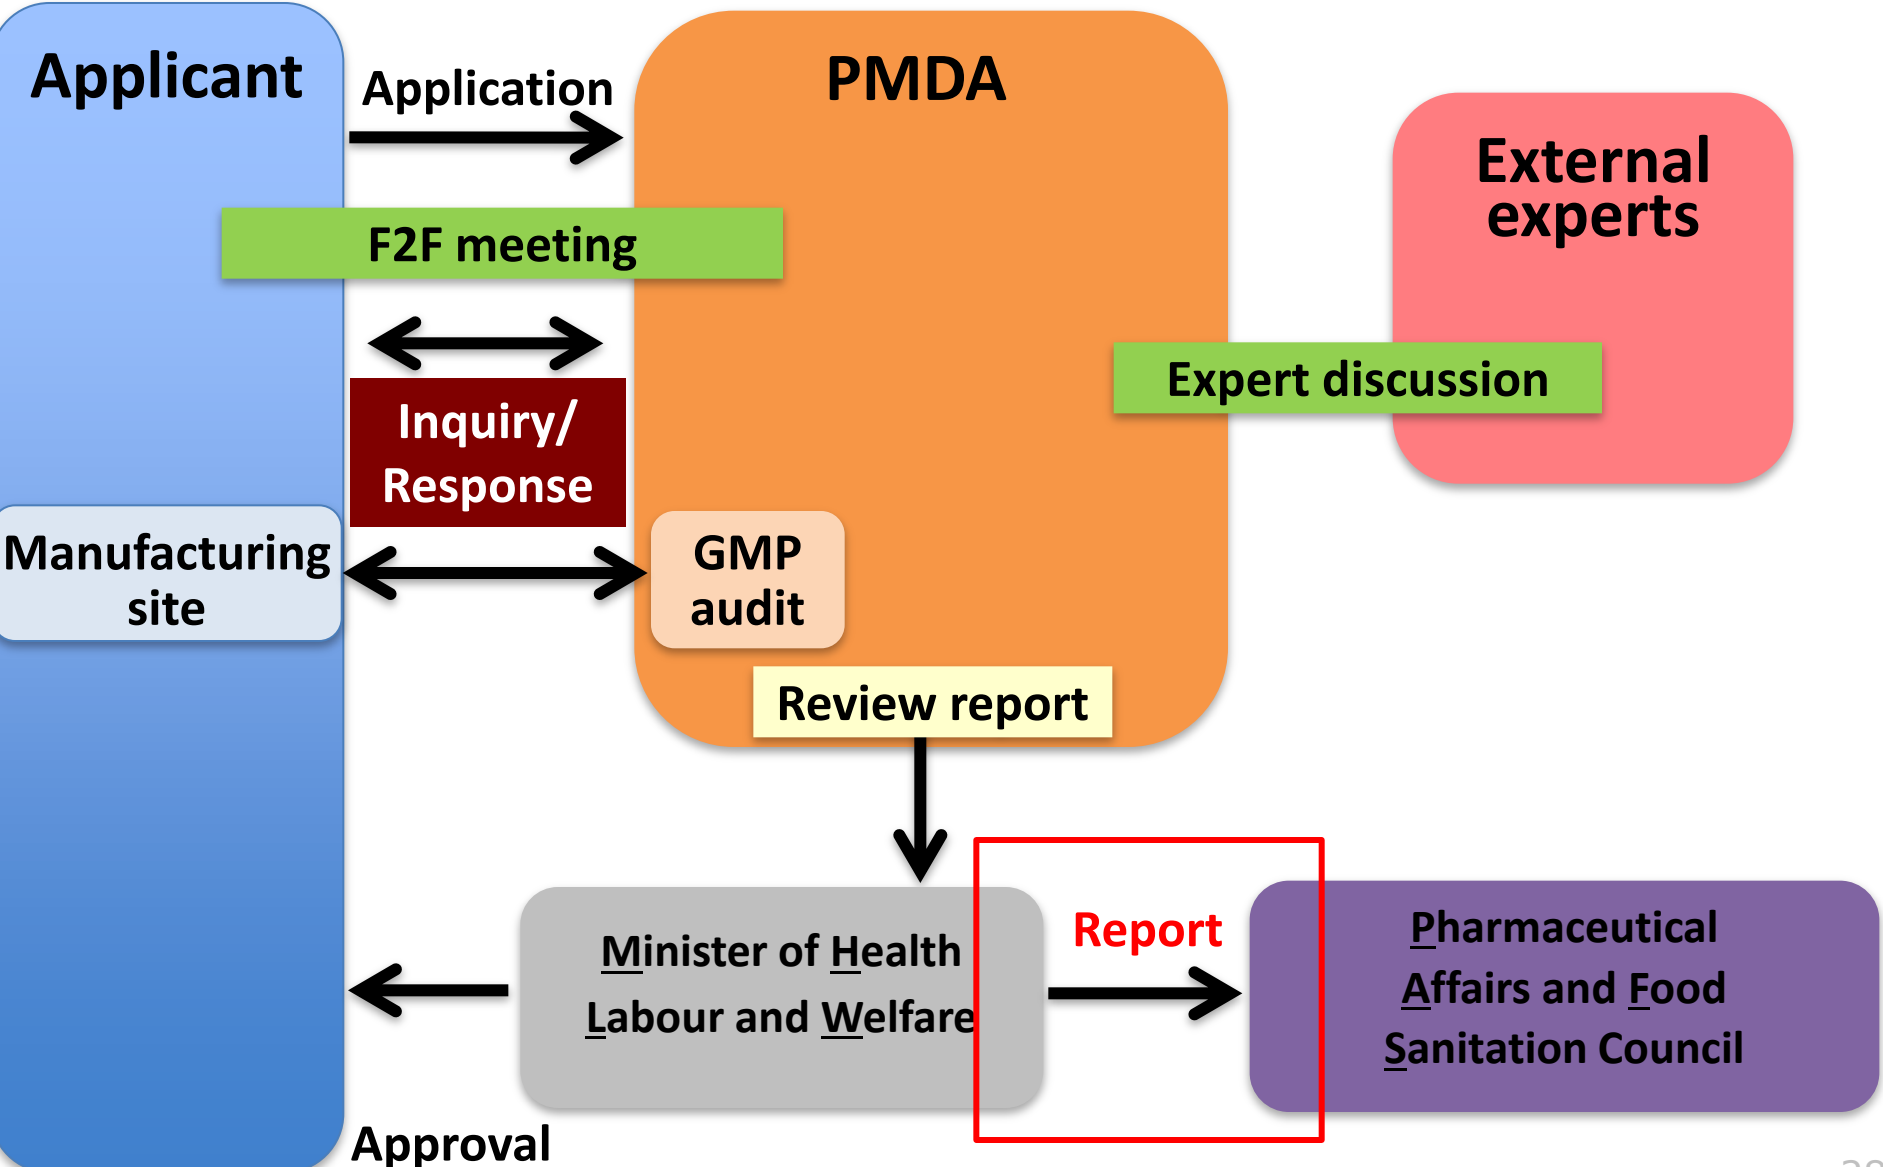 Applicant
Application
PMDA
External
experts
F2F meeting
Expert discussion
Inquiry/
Response
Manufacturing
site
GMP
audit
Review report
Minister of Health
Labour and Welfare
Report
Pharmaceutical
Affairs and Food
Sanitation Council
Approval